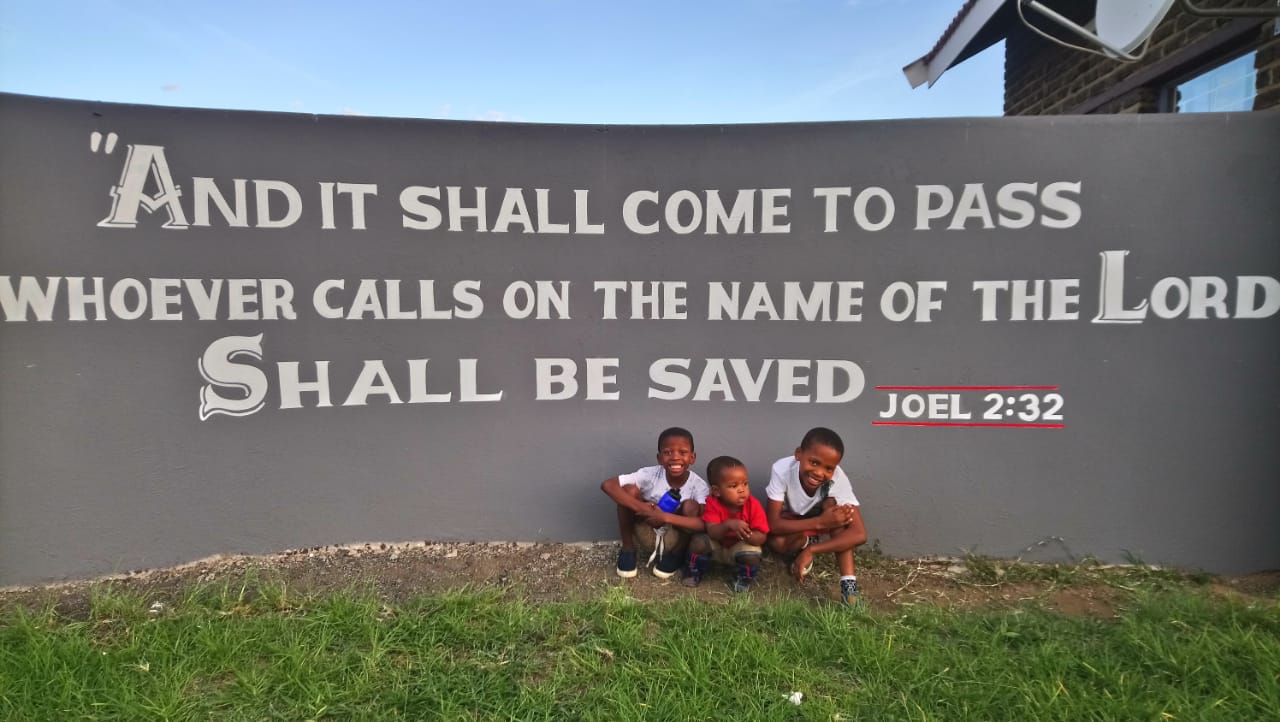 "And it shall come to pass
whoever calls on the name of the Lord
Shall be saved
JOEL 2:32